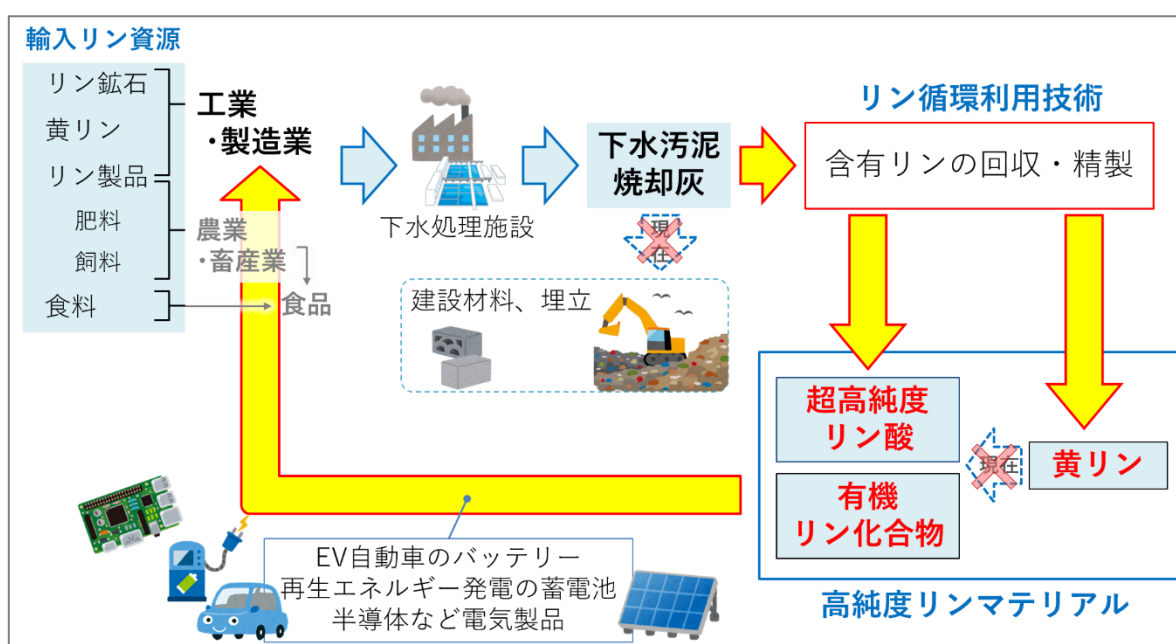 輸入リン資源
リン鉱石
黄リン
リン製品
肥料
飼料
食料
工業
・製造業
農業
・畜産業
食品
下水処理施設
下水汚泥
焼却灰
現在
建設材料、埋立
リン循環利用技術
含有リンの回収・精製
超高純度
リン酸
有機
リン化合物
現在
黄リン
高純度リンマテリアル
EV自動車のバッテリー
再生エネルギー発電の蓄電池
半導体など電気製品